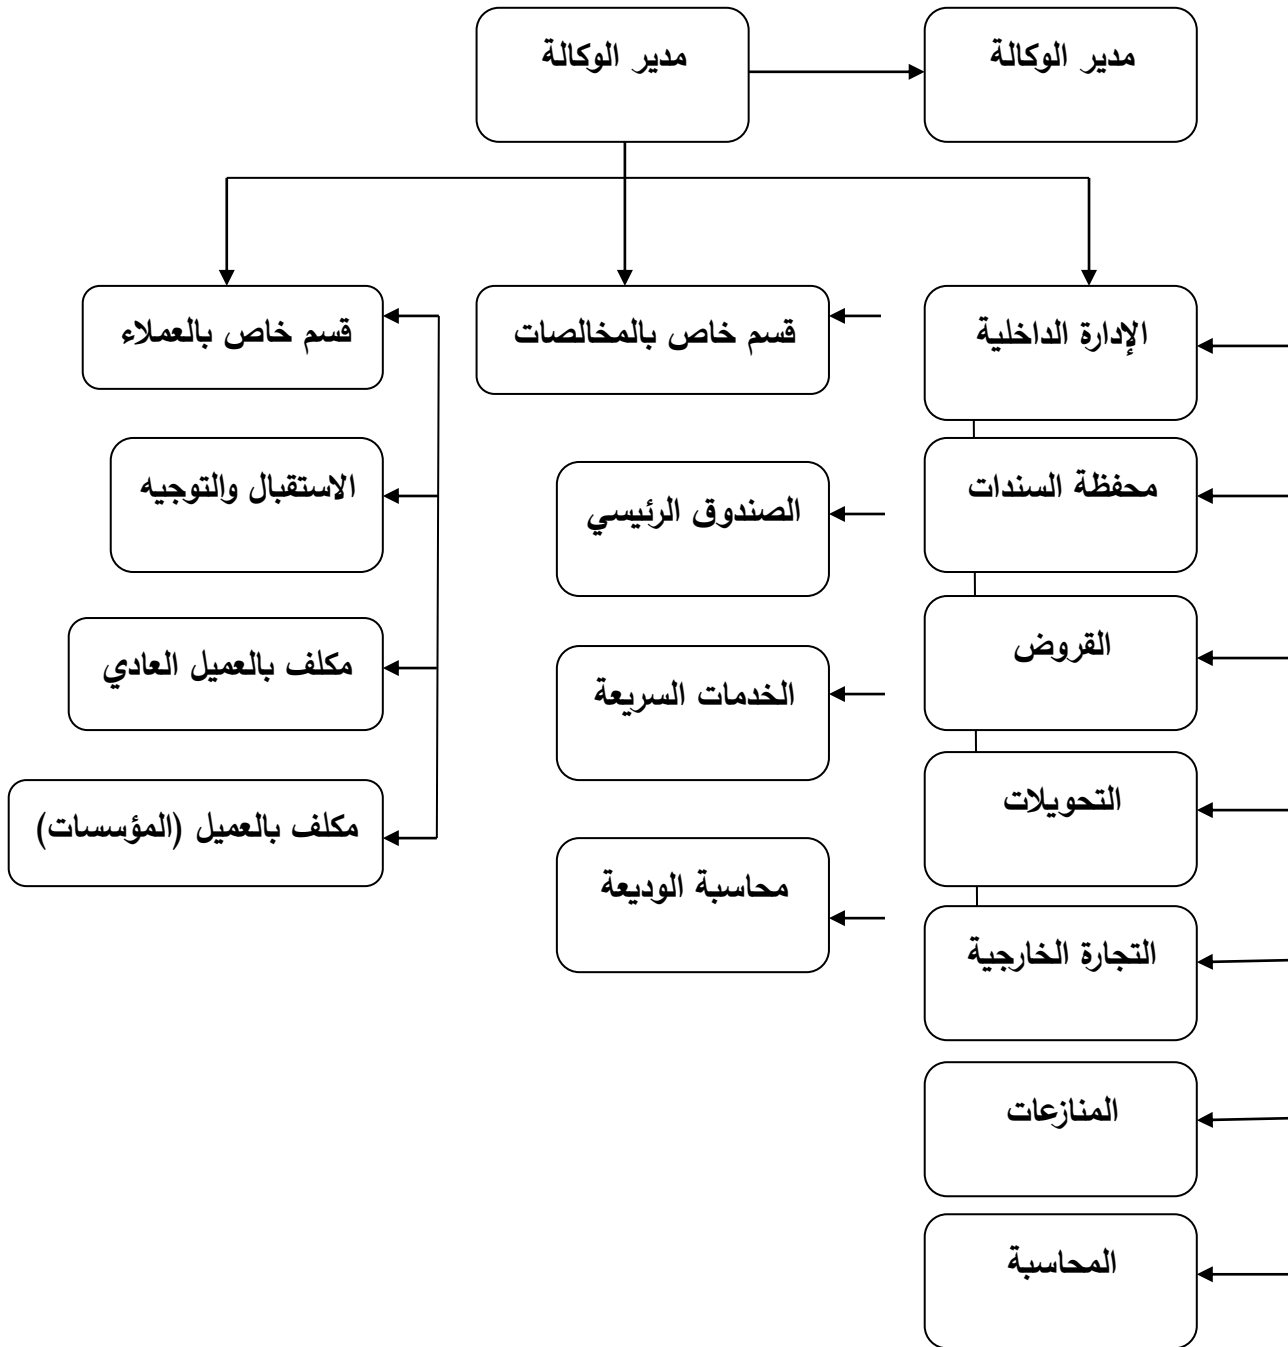 مدير الوكالة
مدير الوكالة
الإدارة الداخلية
محفظة السندات
القروض
التحويلات
التجارة الخارجية
المنازعات
المحاسبة
قسم خاص بالمخالصات
الصندوق الرئيسي
الخدمات السريعة
محاسبة الوديعة
قسم خاص بالعملاء
الاستقبال والتوجيه
مكلف بالعميل العادي
مكلف بالعميل (المؤسسات)